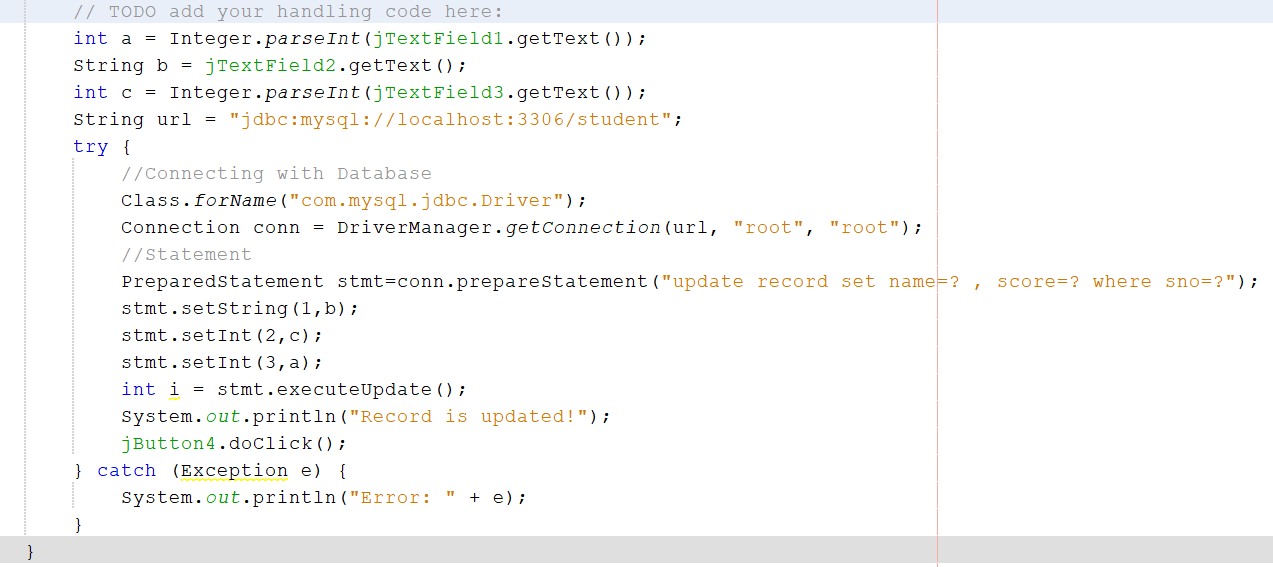 // TODO add your handling code here:
int a = Integer.parseInt(jTextField1.getText());
String b = jTextField2.getText();
int c = Integer.parseInt(jTextField3.getText());
String url = "jdbc:mysql://localhost:3306/student";
try {
//Connecting with Database
Class.forName("com.mysql.jdbc.Driver");
Connection conn = DriverManager.getConnection(url, "root", "root");
//Statement
PreparedStatement stmt=conn.prepareStatement("update record set name=? , score=? where sno=?");
stmt.setString(1,b);
stmt.setInt(2,c);
stmt.setInt(3,a);
int i = stmt.executeUpdate();
System.out.println("Record is updated!");
jButton4.doClick();
} catch (Exception e) {
System.out.println("Error: " + e);
}
}